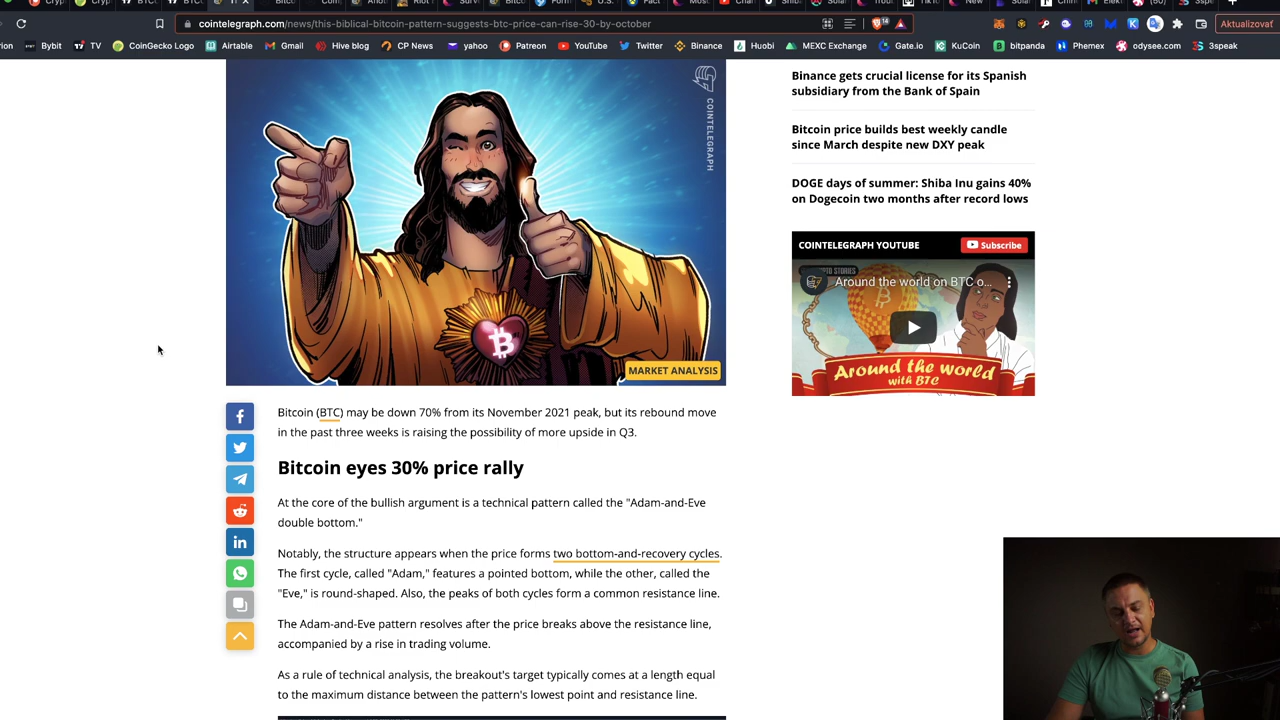 cointelegraph.com/news/this-biblical-bitcoin-pattern-suggests-btc-price-can-rise-30-by-october
14
Aktualizovať
Bybit
TV
CoinGecko Logo
Airtable
Gmail
Hive blog
CP News
yahoo
Patreon
YouTube
Twitter
Binance
Huobi
MEXC Exchange
Gate.io
KuCoin
bitpanda
Phemex
odysee.com
3speak
COINTELEGRAPH
MARKET ANALYSIS
Bitcoin (BTC) may be down 70% from its November 2021 peak, but its rebound move
in the past three weeks is raising the possibility of more upside in Q3.
Bitcoin eyes 30% price rally
At the core of the bullish argument is a technical pattern called the "Adam-and-Eve
double bottom."
Notably, the structure appears when the price forms two bottom-and-recovery cycles.
The first cycle, called "Adam," features a pointed bottom, while the other, called the
"Eve," is round-shaped. Also, the peaks of both cycles form a common resistance line.
The Adam-and-Eve pattern resolves after the price breaks above the resistance line,
accompanied by a rise in trading volume.
As a rule of technical analysis, the breakout's target typically comes at a length equal
to the maximum distance between the pattern's lowest point and resistance line.
Binance gets crucial license for its Spanish
subsidiary from the Bank of Spain
Bitcoin price builds best weekly candle
since March despite new DXY peak
DOGE days of summer: Shiba Inu gains 40%
on Dogecoin two months after record lows
COINTELEGRAPH YOUTUBE
Subscribe
Around the world on BTC o...
Around the world
with BTC